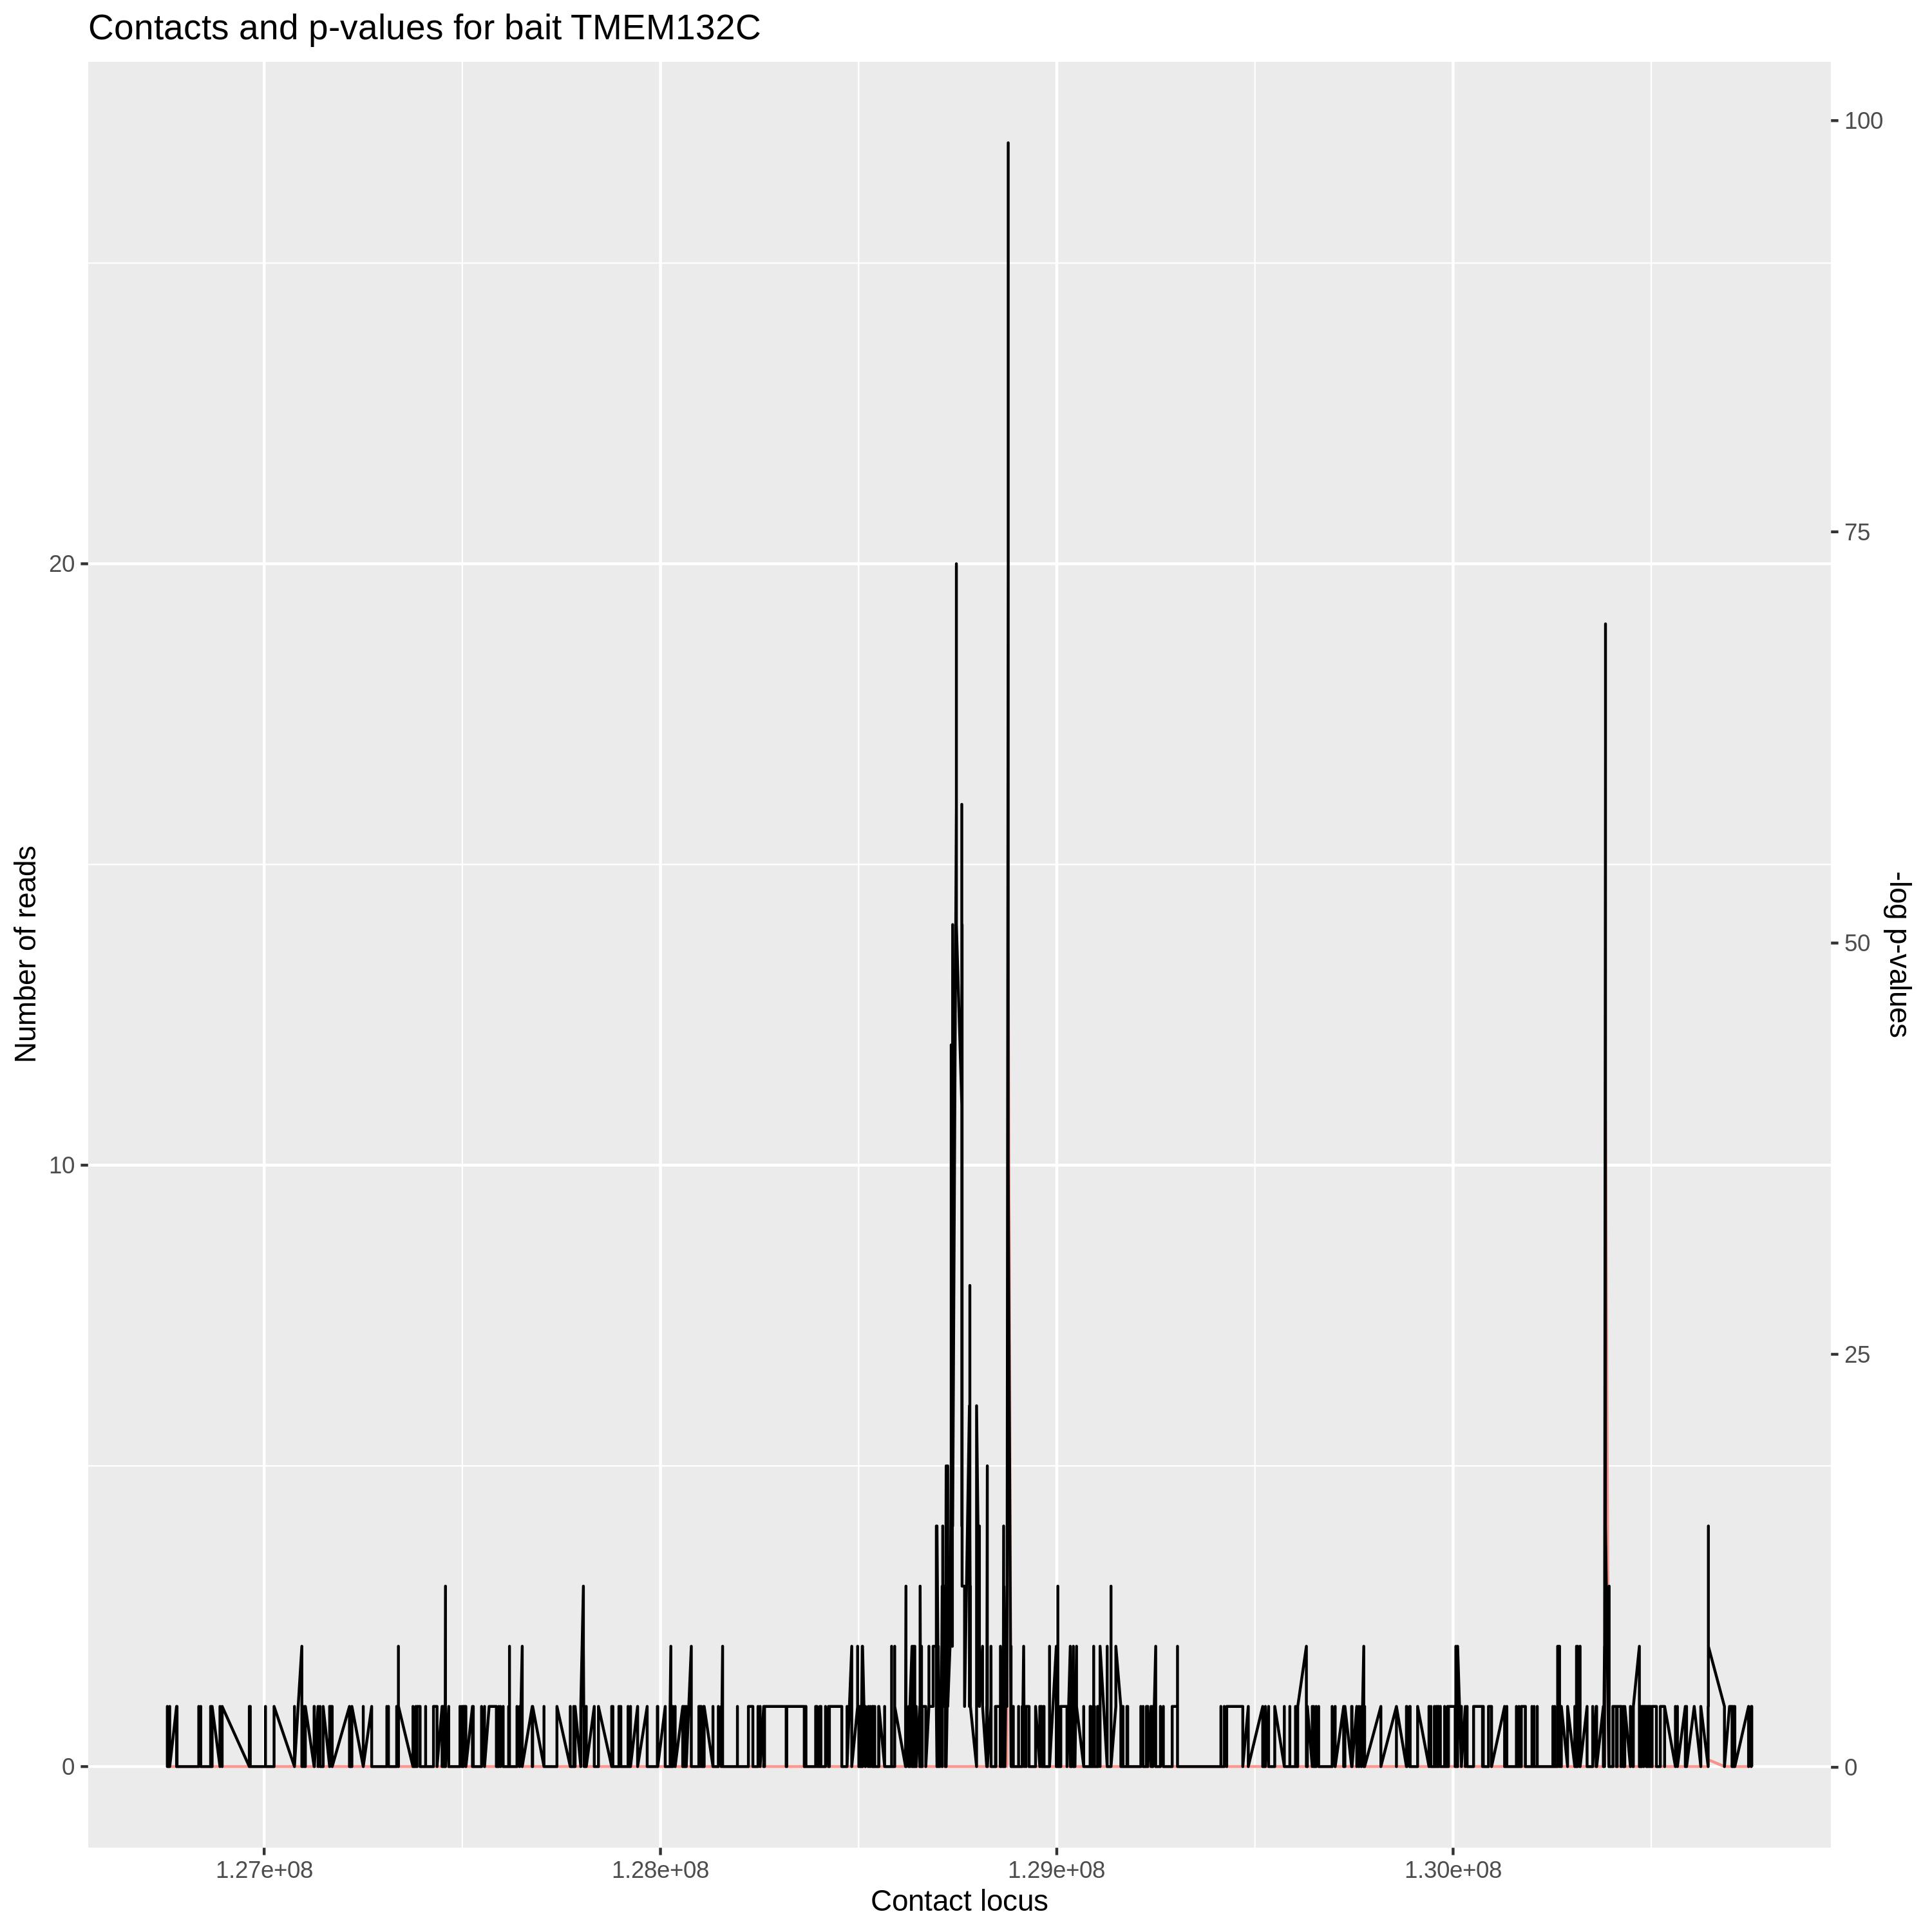 Contacts and p-values for bait TMEM132C
Number of reads
20
10
0
100
75
50
25
0
-log p-values
1.27e+08
1.28e+08
1.29e+08
1.30e+08
Contact locus